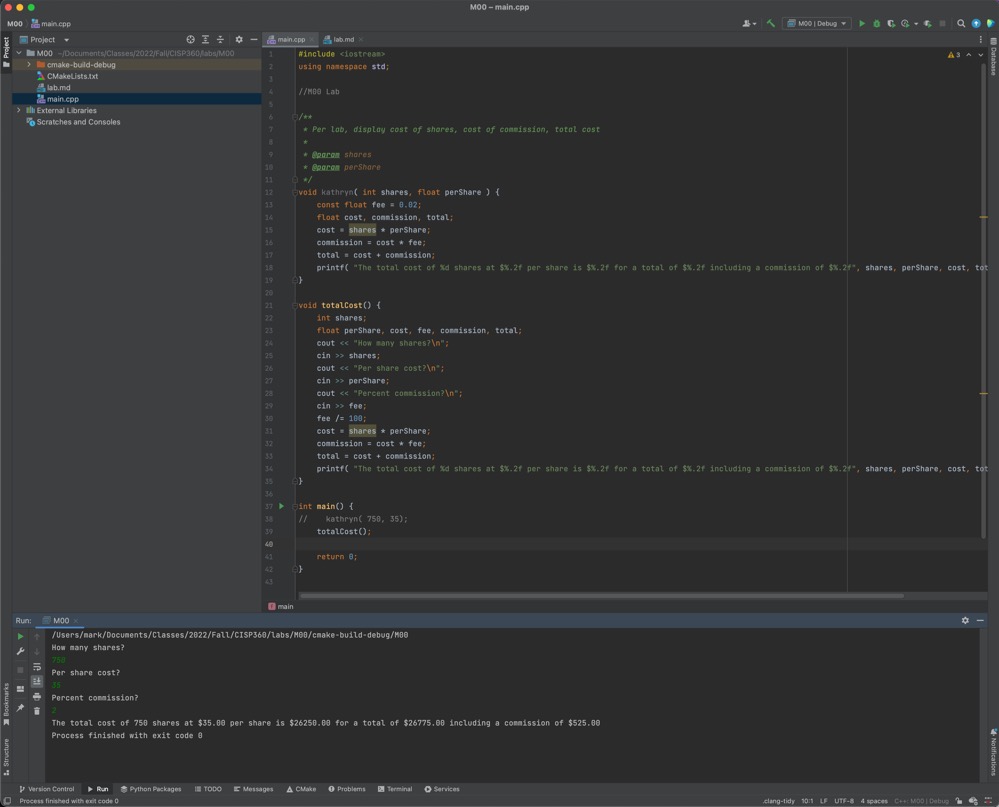 M00 – main.cpp
M00 main.cpp
M00 | Debug
Project
main.cpp
lab.md
M00 ~/Documents/Classes/2022/Fall/CISP360/labs/M00
cmake-build-debug
CMakeLists.txt
lab.md
main.cpp
External Libraries
Scratches and Consoles
Project
Database
3
1 #include <iostream>
2 using namespace std;
3
4 //M00 Lab
5
6 /**
7 * Per lab, display cost of shares, cost of commission, total cost
8 *
9 * @param shares
10 * @param perShare
11 */
12 void kathryn( int shares, float perShare ) {
13 const float fee = 0.02;
14 float cost, commission, total;
15 cost = shares * perShare;
16 commission = cost * fee;
17 total = cost + commission;
18 printf( "The total cost of %d shares at $%.2f per share is $%.2f for a total of $%.2f including a commission of $%.2f", shares, perShare, cost, tot
19 }
20
21 void totalCost() {
22 int shares;
23 float perShare, cost, fee, commission, total;
24 cout << "How many shares?\n";
25 cin >> shares;
26 cout << "Per share cost?\n";
27 cin >> perShare;
28 cout << "Percent commission?\n";
29 cin >> fee;
30 fee /= 100;
31 cost = shares * perShare;
32 commission = cost * fee;
33 total = cost + commission;
34 printf( "The total cost of %d shares at $%.2f per share is $%.2f for a total of $%.2f including a commission of $%.2f", shares, perShare, cost, tot
35 }
36
37 int main() {
38 // kathryn( 750, 35);
39 totalCost();
40
41 return 0;
42 }
43
main
Run: M00
/Users/mark/Documents/Classes/2022/Fall/CISP360/labs/M00/cmake-build-debug/M00
How many shares?
750
Per share cost?
35
Percent commission?
2
The total cost of 750 shares at $35.00 per share is $26250.00 for a total of $26775.00 including a commission of $525.00
Process finished with exit code 0
Bookmarks
Structure
Notifications
Version Control Run Python Packages TODO Messages CMake Problems Terminal Services
Process finished with exit code 0
.clang-tidy 10:1 LF UTF-8 4 spaces C++: M00 | Debug